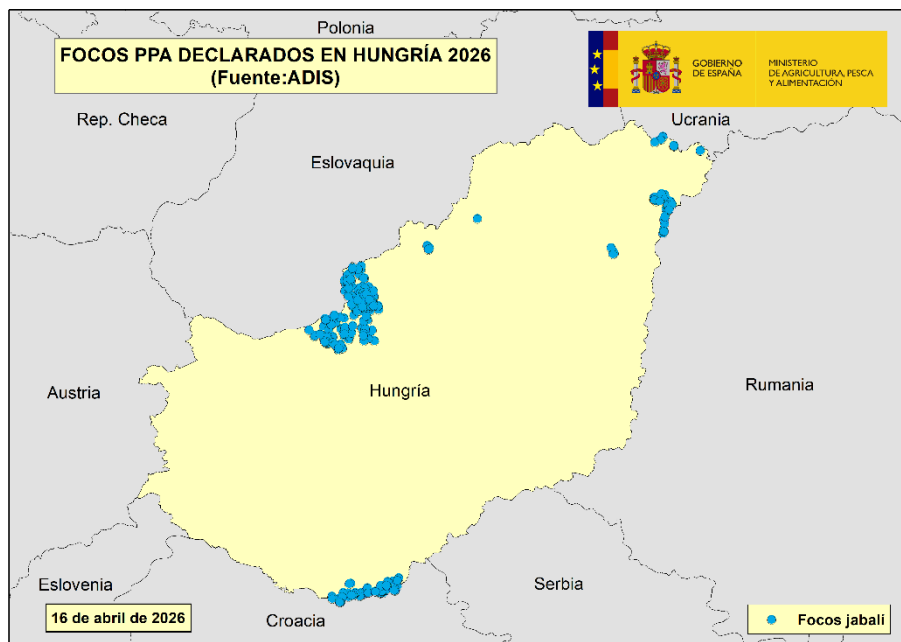 Polonia
FOCOS PPA DECLARADOS EN HUNGRÍA 2026
(Fuente:ADIS)
GOBIERNO
DE ESPAÑA
MINISTERIO
DE AGRICULTURA, PESCA
Y ALIMENTACIÓN
Rep. Checa
Ucrania
Eslovaquia
Austria
Hungría
Rumania
Eslovenia
Serbia
16 de abril de 2026
Croacia
Focos jabalí